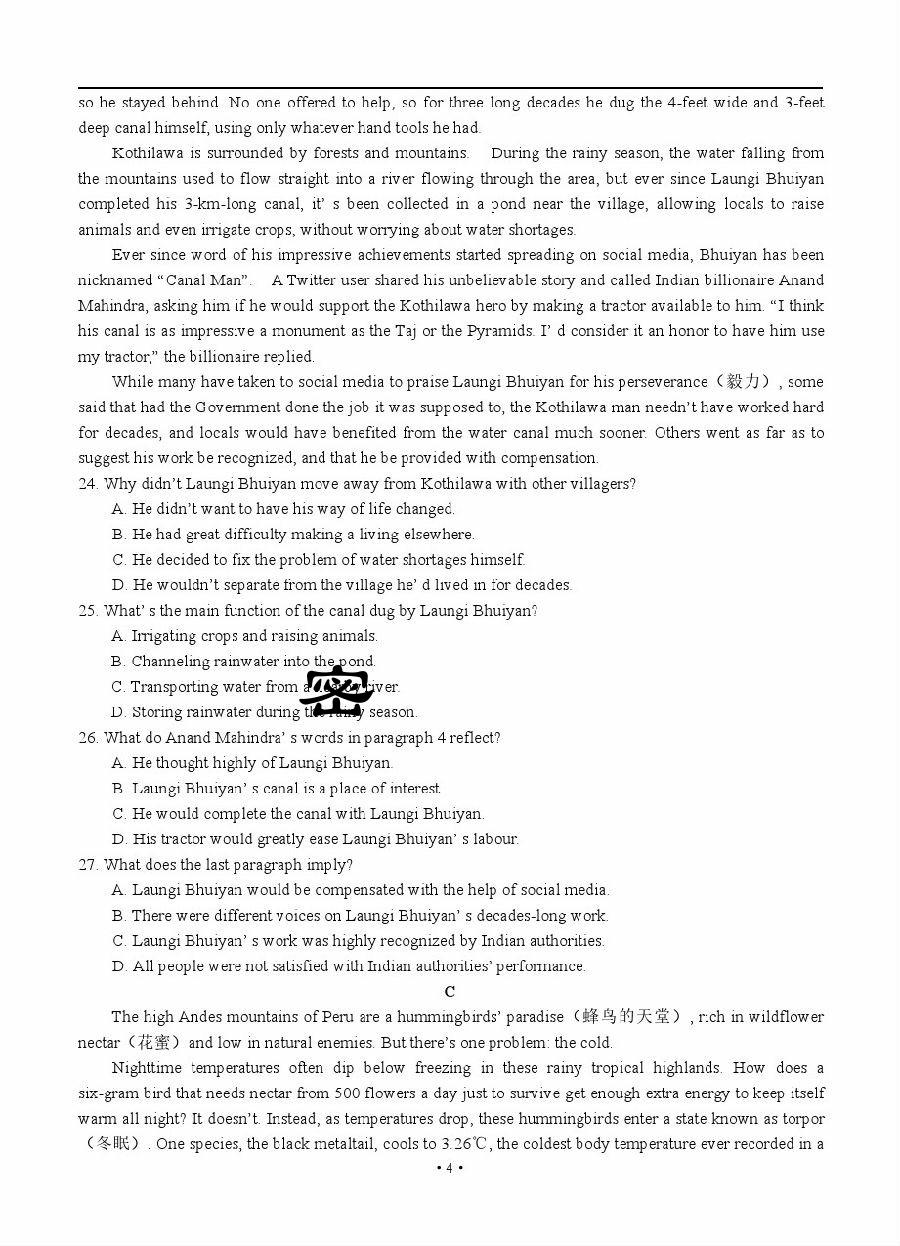 so he stayed behind. No one offered to help, so for three long decades he dug the 4-feet wide and 3-feet
deep canal himself, using only whatever hand tools he had.
Kothilawa is surrounded by forests and mountains. During the rainy season, the water falling from
the mountains used to flow straight into a river flowing through the area, but ever since Laungi Bhuiyan
completed his 3-km-long canal, it' s been collected in a pond near the village, allowing locals to raise
animals and even irrigate crops, without worrying about water shortages.
Ever since word of his impressive achievements started spreading on social media, Bhuiyan has been
nicknamed “Canal Man”. A Twitter user shared his unbelievable story and called Indian billionaire Anand
Mahindra, asking him if he would support the Kothilawa hero by making a tractor available to him. “I think
his canal is as impressive a monument as the Taj or the Pyramids. I' d consider it an honor to have him use
my tractor,” the billionaire replied.
While many have taken to social media to praise Laungi Bhuiyan for his perseverance（毅力）, some
said that had the Government done the job it was supposed to, the Kothilawa man needn't have worked hard
for decades, and locals would have benefited from the water canal much sooner. Others went as far as to
suggest his work be recognized, and that he be provided with compensation.
24. Why didn't Laungi Bhuiyan move away from Kothilawa with other villagers?
A. He didn't want to have his way of life changed.
B. He had great difficulty making a living elsewhere.
C. He decided to fix the problem of water shortages himself.
D. He wouldn't separate from the village he' d lived in for decades.
25. What' s the main function of the canal dug by Laungi Bhuiyan?
A. Irrigating crops and raising animals.
B. Channeling rainwater into the pond.
C. Transporting water from a river.
密
D. Storing rainwater during the rainy season.
26. What do Anand Mahindra' s words in paragraph 4 reflect?
A. He thought highly of Laungi Bhuiyan.
B. Laungi Bhuiyan' s canal is a place of interest.
C. He would complete the canal with Laungi Bhuiyan.
D. His tractor would greatly ease Laungi Bhuiyan' s labour.
27. What does the last paragraph imply?
A. Laungi Bhuiyan would be compensated with the help of social media.
B. There were different voices on Laungi Bhuiyan' s decades-long work.
C. Laungi Bhuiyan' s work was highly recognized by Indian authorities.
D. All people were not satisfied with Indian authorities' performance.
C
The high Andes mountains of Peru are a hummingbirds' paradise（蜂鸟的天堂）, rich in wildflower
nectar（花蜜）and low in natural enemies. But there's one problem: the cold.
Nighttime temperatures often dip below freezing in these rainy tropical highlands. How does a
six-gram bird that needs nectar from 500 flowers a day just to survive get enough extra energy to keep itself
warm all night? It doesn't. Instead, as temperatures drop, these hummingbirds enter a state known as torpor
（冬眠）. One species, the black metaltail, cools to 3.26℃, the coldest body temperature ever recorded in a
• 4 •